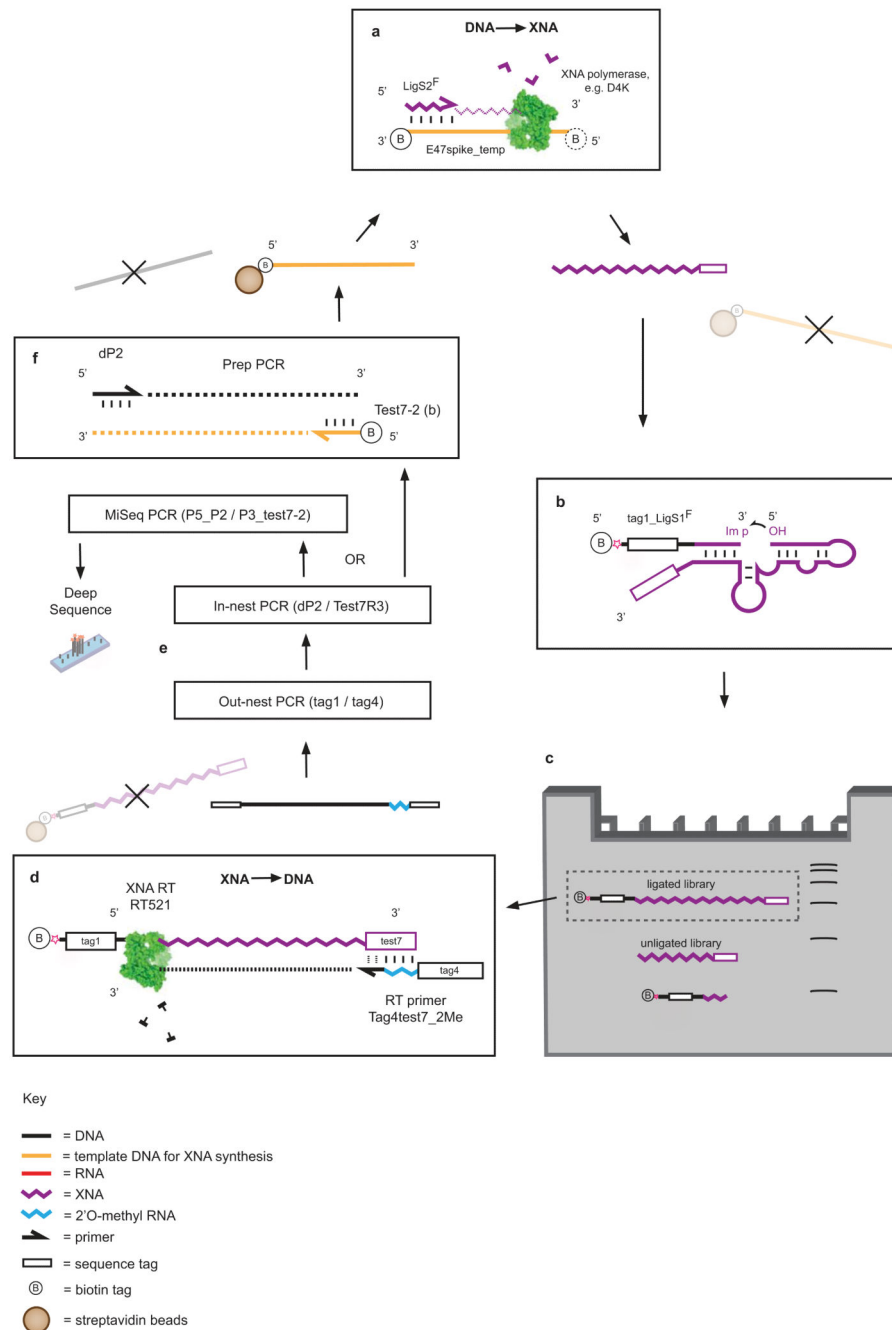 a
DNA XNA
LigS2F
XNA polymerase,
e.g. D4K
5’
3’
3’ B
B 5’
E47spike_temp
5’
3’
B
B
f
dP2
Prep PCR
5’
3’
Test7-2 (b)
3’
B 5’
MiSeq PCR (P5_P2 / P3_test7-2)
OR
Deep
Sequence
In-nest PCR (dP2 / Test7R3)
e
Out-nest PCR (tag1 / tag4)
B
b
5’
tag1_LigS1F
3’ 5’
B
Im p OH
3’
c
ligated library
B
unligated library
B
d
XNA DNA
XNA RT
RT521
5’
3’
B
tag1
test7
tag4
3’
RT primer
Tag4test7_2Me
Key
= DNA
= template DNA for XNA synthesis
= RNA
= XNA
= 2’O-methyl RNA
= primer
= sequence tag
B = biotin tag
= streptavidin beads